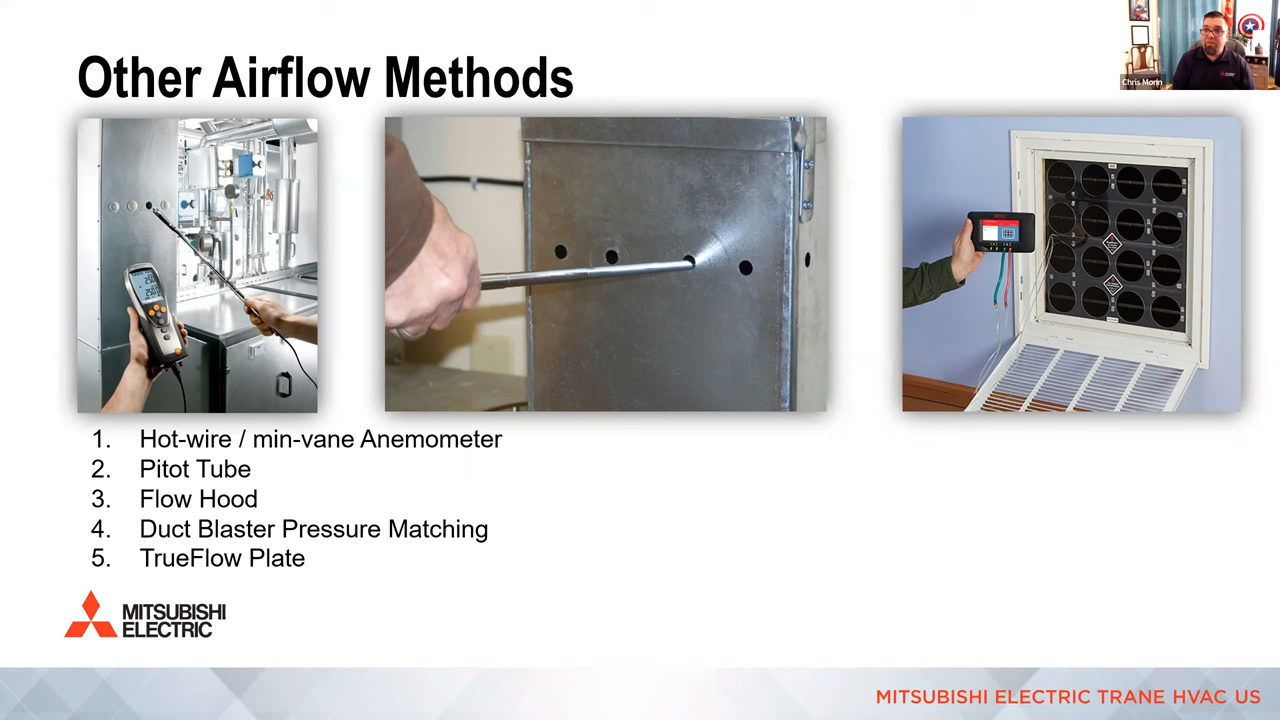 Other Airflow Methods
Chris Morin
1. Hot-wire / min-vane Anemometer
2. Pitot Tube
3. Flow Hood
4. Duct Blaster Pressure Matching
5. TrueFlow Plate
MITSUBISHI
ELECTRIC
MITSUBISHI ELECTRIC TRANE HVAC US